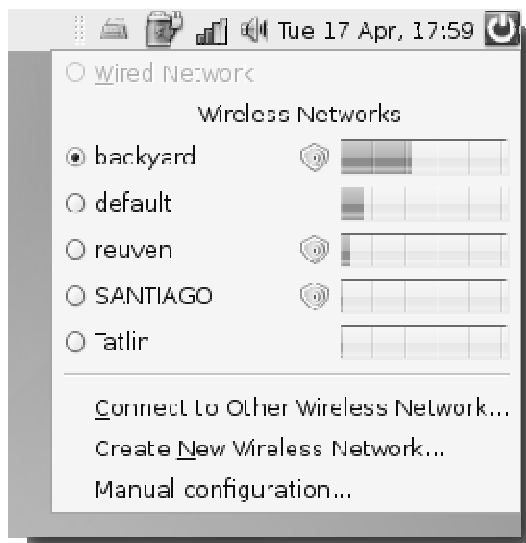 Tue 17 Apr, 17:59
Wired Network
Wireless Networks
backyard
default
reuven
SANTIAGO
Tatlin
Connect to Other Wireless Network...
Create New Wireless Network...
Manual configuration...